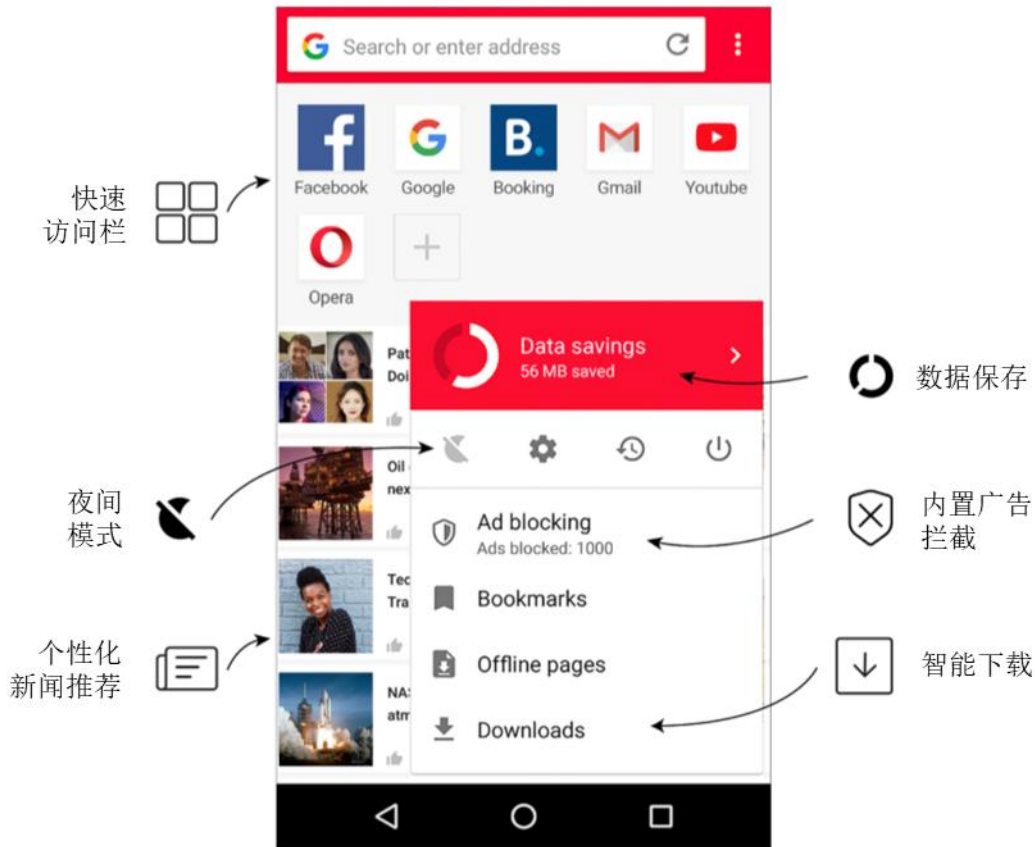 Search or enter address
Facebook
Google
Booking
Gmail
Youtube
快速
访问栏
Opera
Data savings
56 MB saved
数据保存
Pat
Doi
夜间
模式
Oil
nex
Ad blocking
Ads blocked: 1000
内置广告
拦截
Tec
Tra
Bookmarks
个性化
新闻推荐
Offline pages
智能下载
NAS
atm
Downloads